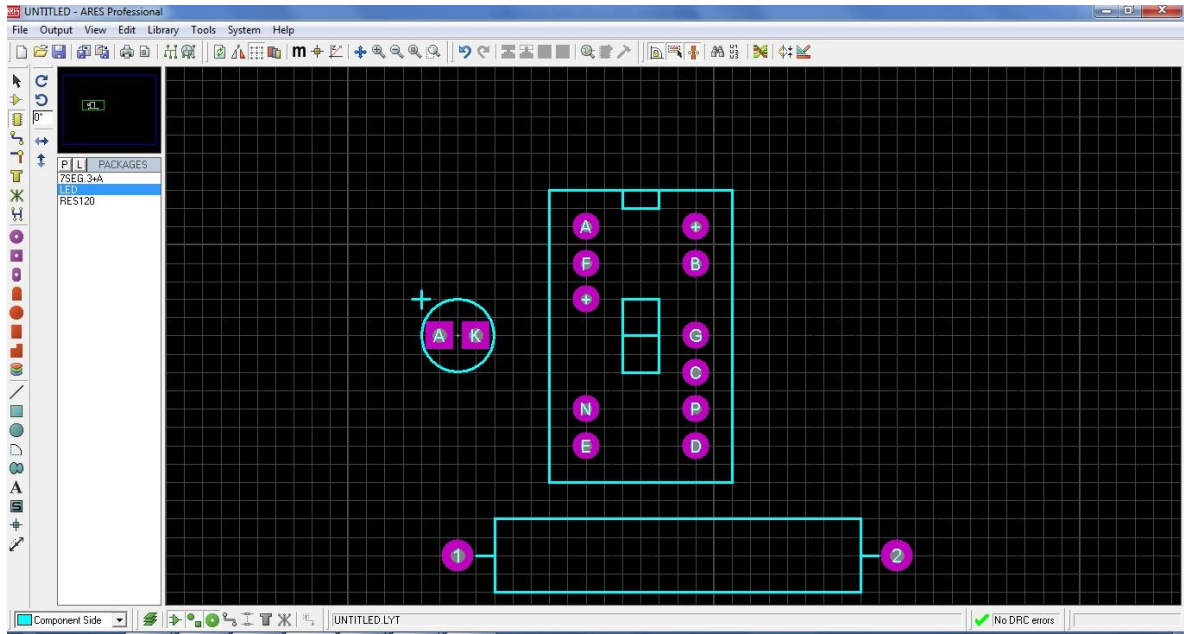 ARES UNTITLED - ARES Professional
File Output View Edit Library Tools System Help
m
0°
P L PACKAGES
7SEG.3+A
LED
RES120
A
S
A +
F B
+
A K G
C
N P
E D
1 2
Component Side UNTITLED.LYT No DRC errors